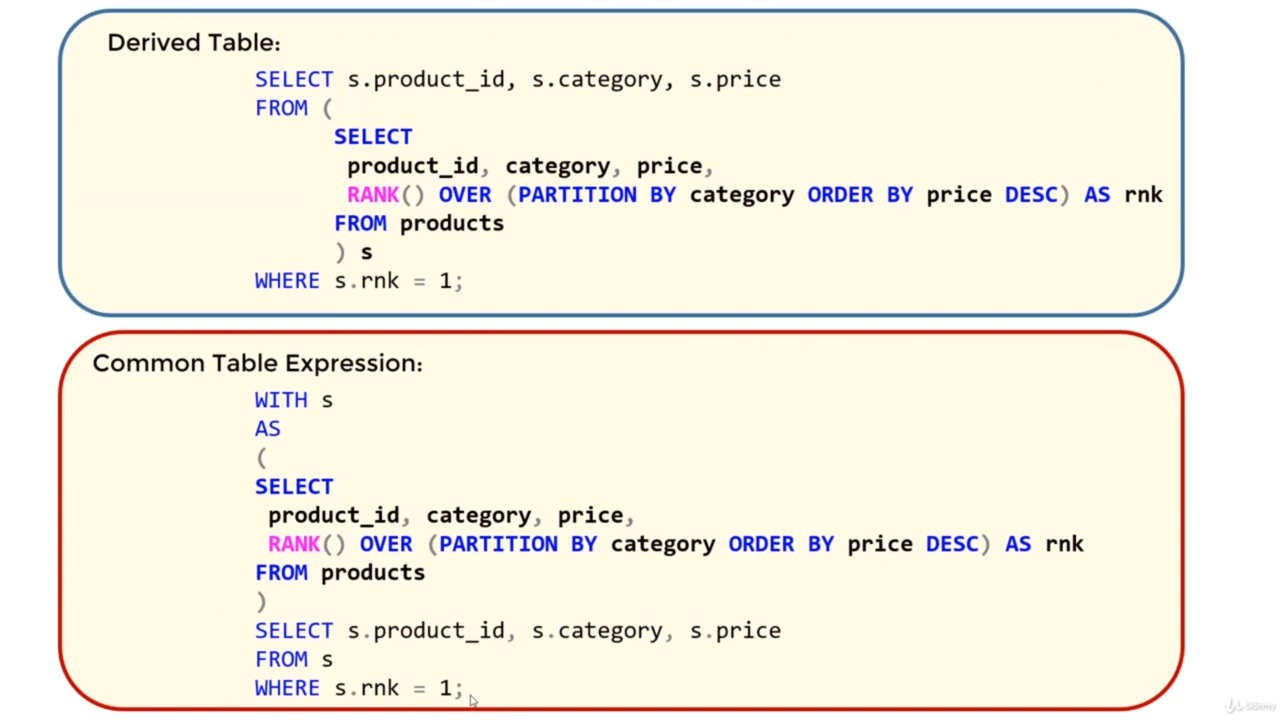 Derived Table:
SELECT s.product_id, s.category, s.price
FROM (
SELECT
product_id, category, price,
RANK() OVER (PARTITION BY category ORDER BY price DESC) AS rnk
FROM products
) s
WHERE s.rnk = 1;
Common Table Expression:
WITH s
AS
(
SELECT
product_id, category, price,
RANK() OVER (PARTITION BY category ORDER BY price DESC) AS rnk
FROM products
)
SELECT s.product_id, s.category, s.price
FROM s
WHERE s.rnk = 1;
Udemy